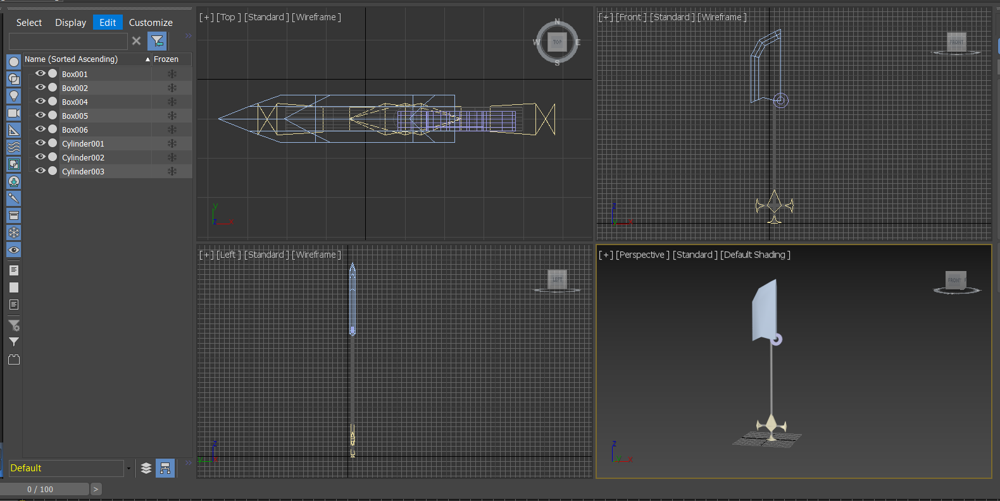 Select Display Edit Customize
Name (Sorted Ascending) Frozen
Box001
Box002
Box004
Box005
Box006
Cylinder001
Cylinder002
Cylinder003
Default
0 / 100 >
[+] [Top ] [Standard ] [Wireframe ]
N
W TOP E
S
y
z x
[+] [Front ] [Standard ] [Wireframe ]
FRONT
z
y x
[+] [Left ] [Standard ] [Wireframe ]
LEFT
z
y x
[+] [Perspective ] [Standard ] [Default Shading ]
FRONT
z
y x